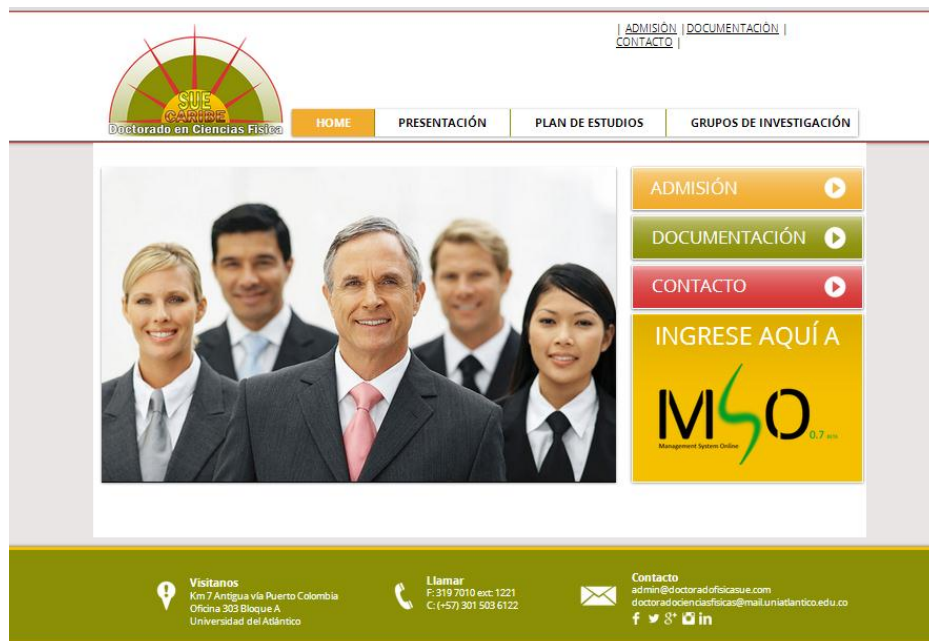 | ADMISIÓN |DOCUMENTACIÓN |
CONTACTO |
SUE
CARIBE
Doctorado en Ciencias Física
HOME
PRESENTACIÓN
PLAN DE ESTUDIOS
GRUPOS DE INVESTIGACIÓN
ADMISIÓN
DOCUMENTACIÓN
CONTACTO
INGRESE AQUÍ A
MSO
0.7 BETA
Management System Online
Visitanos
Km 7 Antigua vía Puerto Colombia
Oficina 303 Bloque A
Universidad del Atlántico
Llamar
F: 319 7010 ext: 1221
C: (+57) 301 503 6122
Contacto
admin@doctoradofisicasue.com
doctoradocienciasfisicas@mail.uniatlantico.edu.co